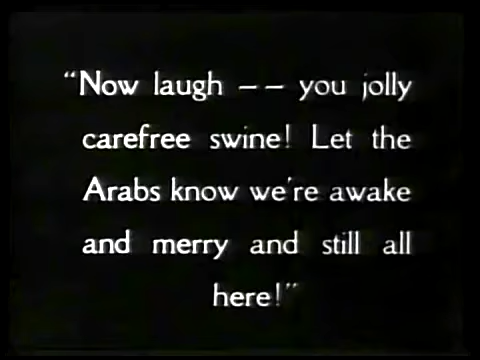 “Now laugh -- you jolly
carefree swine! Let the
Arabs know we're awake
and merry and still all
here!”